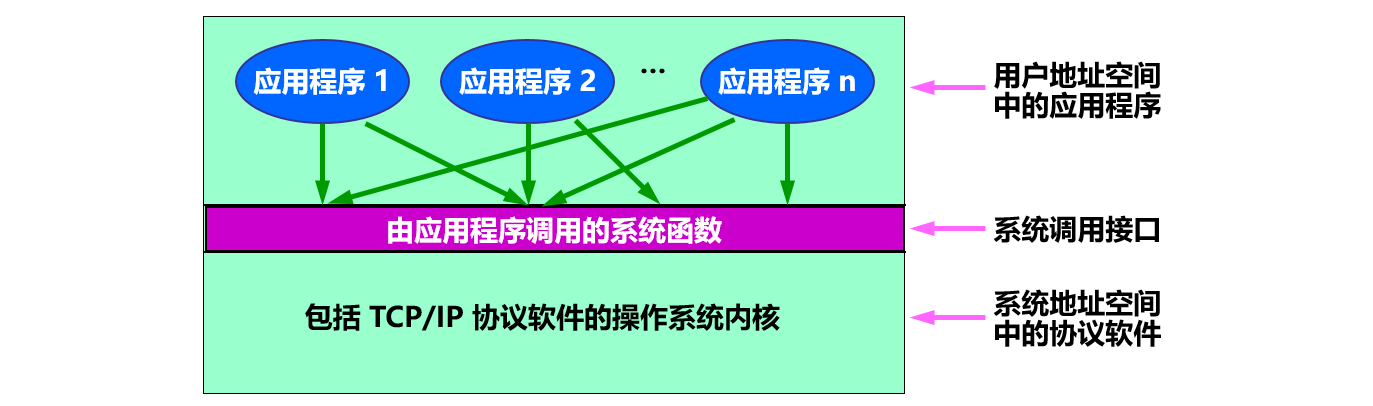 应用程序 1
应用程序 2
...
应用程序 n
用户地址空间
中的应用程序
由应用程序调用的系统函数
系统调用接口
包括 TCP/IP 协议软件的操作系统内核
系统地址空间
中的协议软件